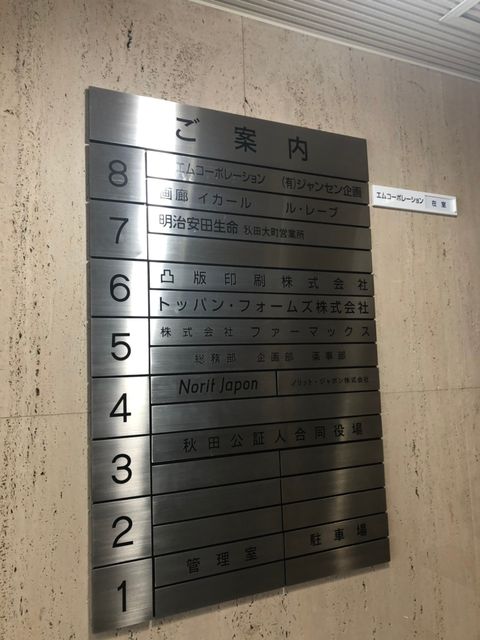 ご案内
8 エムコーポレーション (有)ジャンセン企画
画廊 イカール ル・レーブ
エムコーポレーション 在室
7 明治安田生命 秋田大町営業所
6 凸版印刷株式会社
トッパン・フォームズ株式会社
5 株式会社 ファーマックス
総務部 企画部 薬事部
4 Norit Japon ノリット・ジャポン株式会社
3 秋田公証人合同役場
2
1 管理室 駐車場